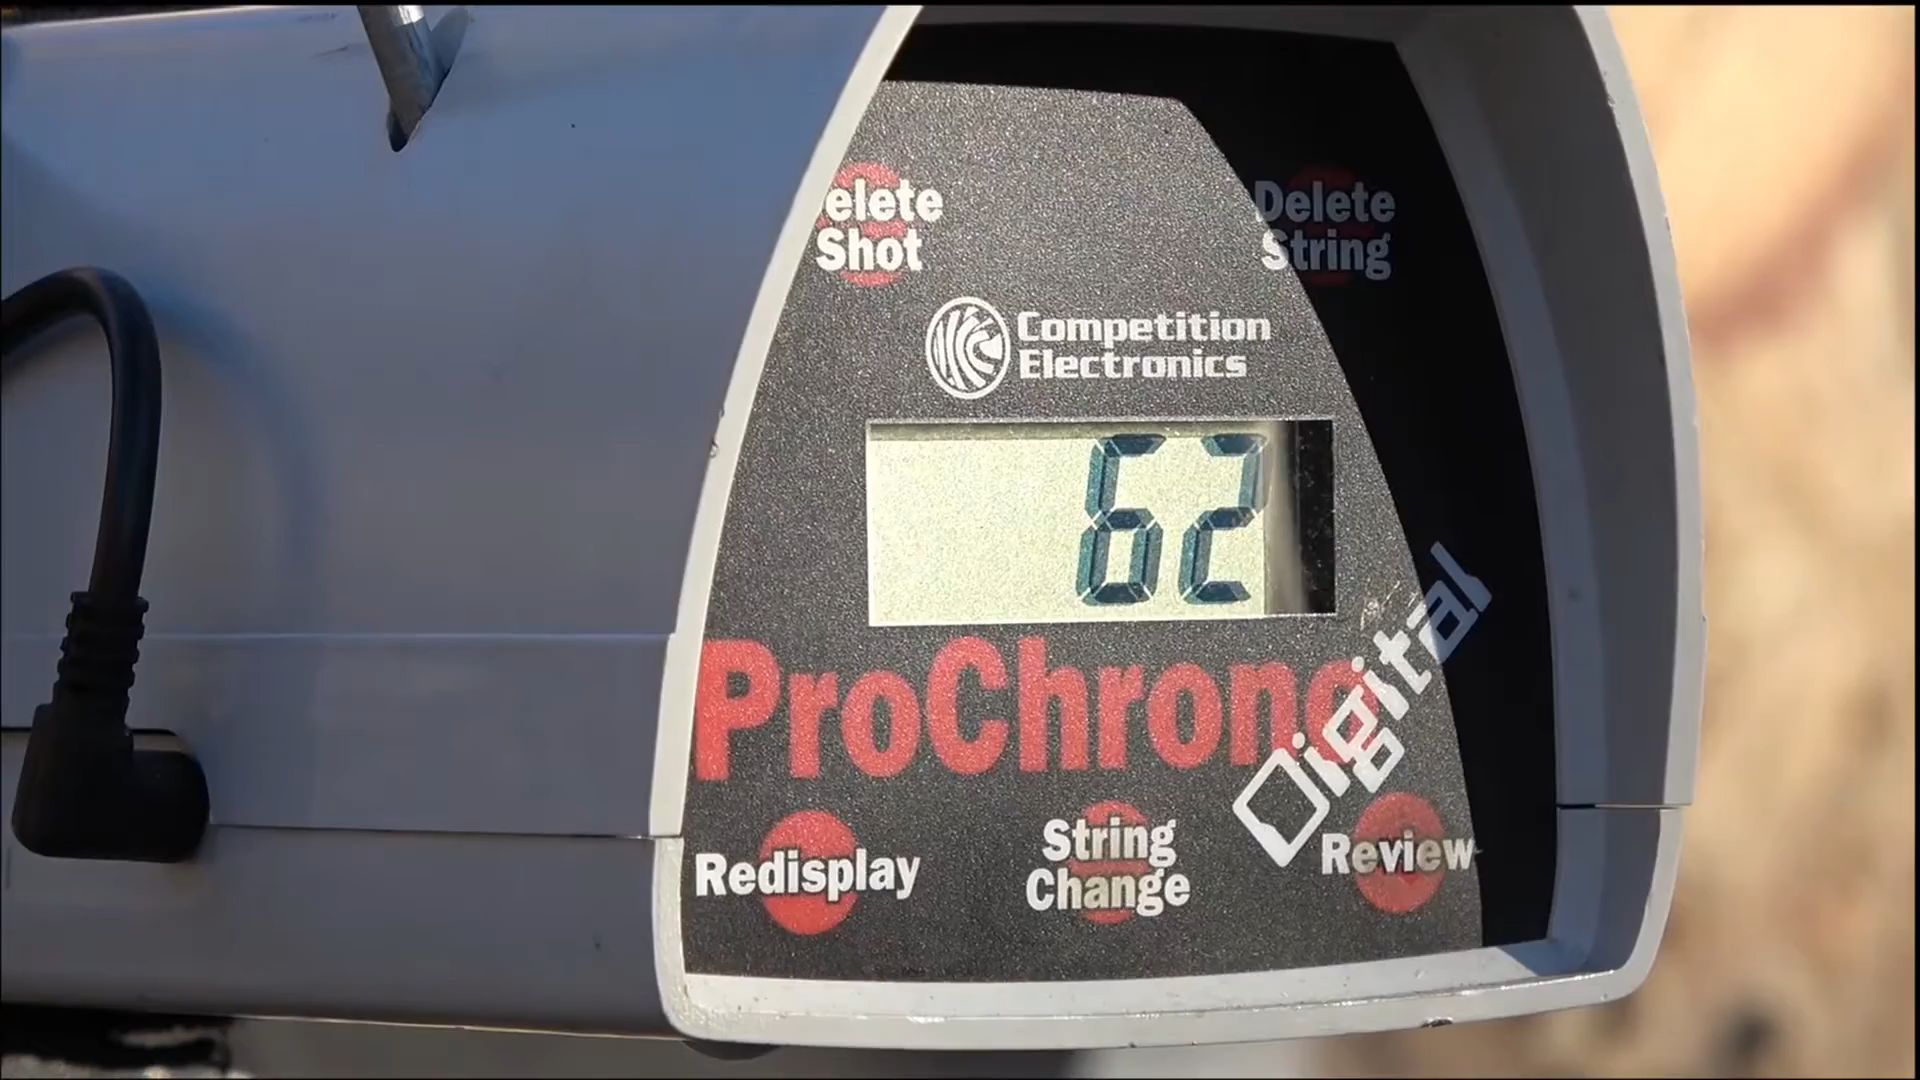 elete
Shot
Delete
String
Competition
Electronics
62
ProChrono
Digital
Redisplay
String
Change
Review